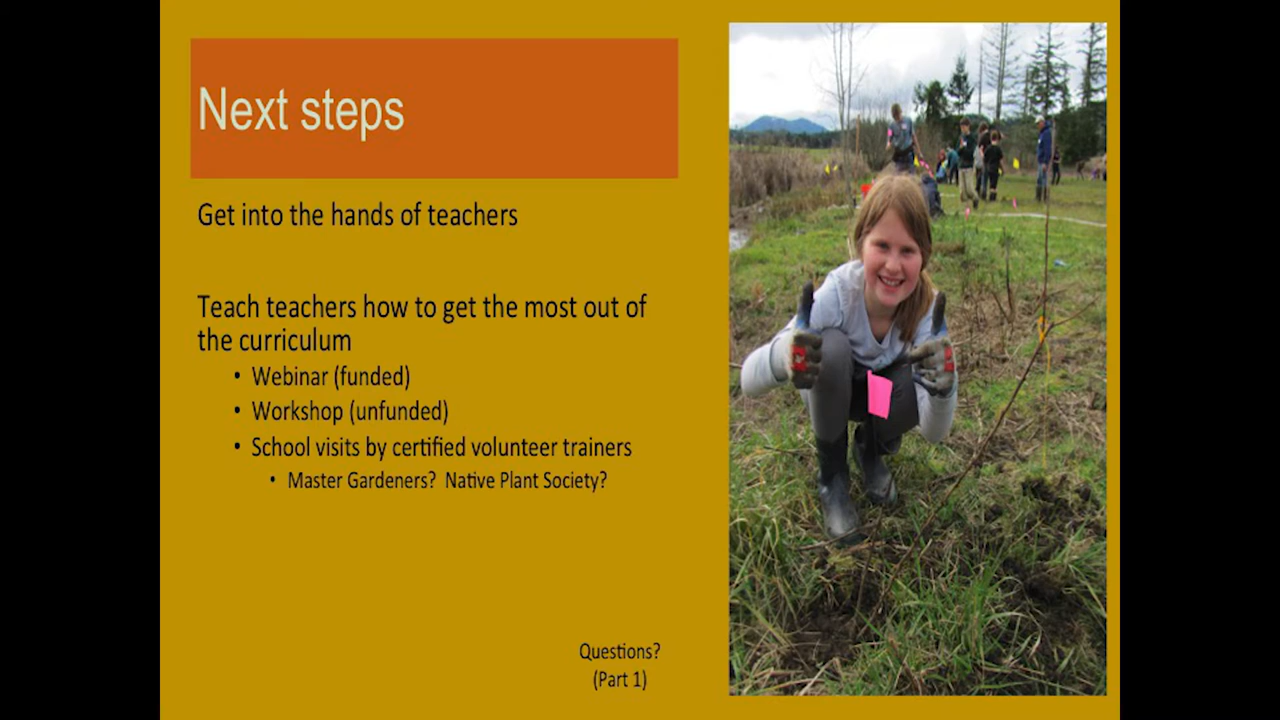 Next steps
Get into the hands of teachers
Teach teachers how to get the most out of
the curriculum
• Webinar (funded)
• Workshop (unfunded)
• School visits by certified volunteer trainers
• Master Gardeners? Native Plant Society?
Questions?
(Part 1)